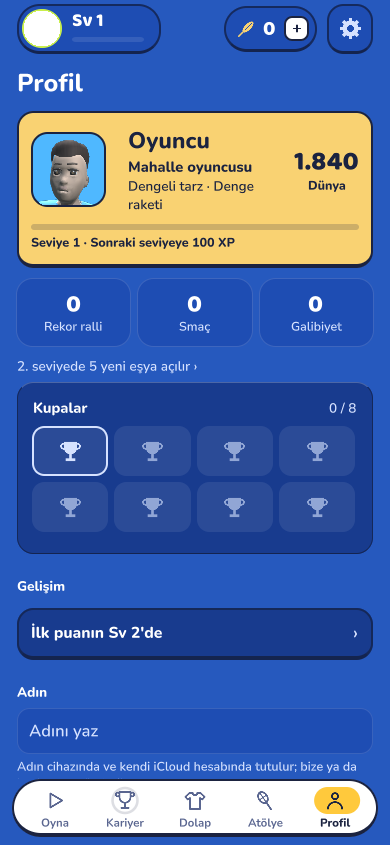 Sv 1
0 +
Profil
Oyuncu
Mahalle oyuncusu
Dengeli tarz · Denge
raketi
1.840
Dünya
Seviye 1 · Sonraki seviyeye 100 XP
0 0 0
Rekor ralli Smaç Galibiyet
2. seviyede 5 yeni eşya açılır ›
Kupalar 0 / 8
Gelişim
İlk puanın Sv 2'de ›
Adın
Adını yaz
Adın cihazında ve kendi iCloud hesabında tutulur; bize ya da
Oyna Kariyer Dolap Atölye Profil